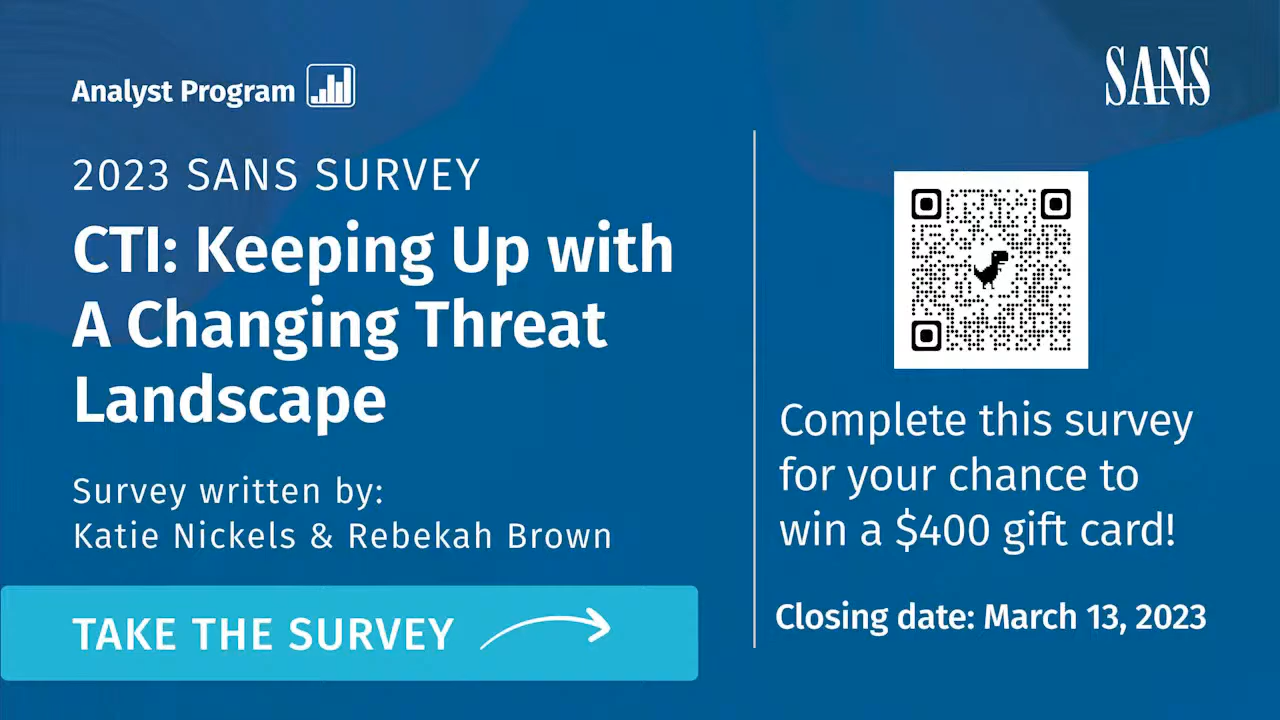 Analyst Program
SANS
2023 SANS SURVEY
CTI: Keeping Up with
A Changing Threat
Landscape
Survey written by:
Katie Nickels & Rebekah Brown
TAKE THE SURVEY
Complete this survey
for your chance to
win a $400 gift card!
Closing date: March 13, 2023